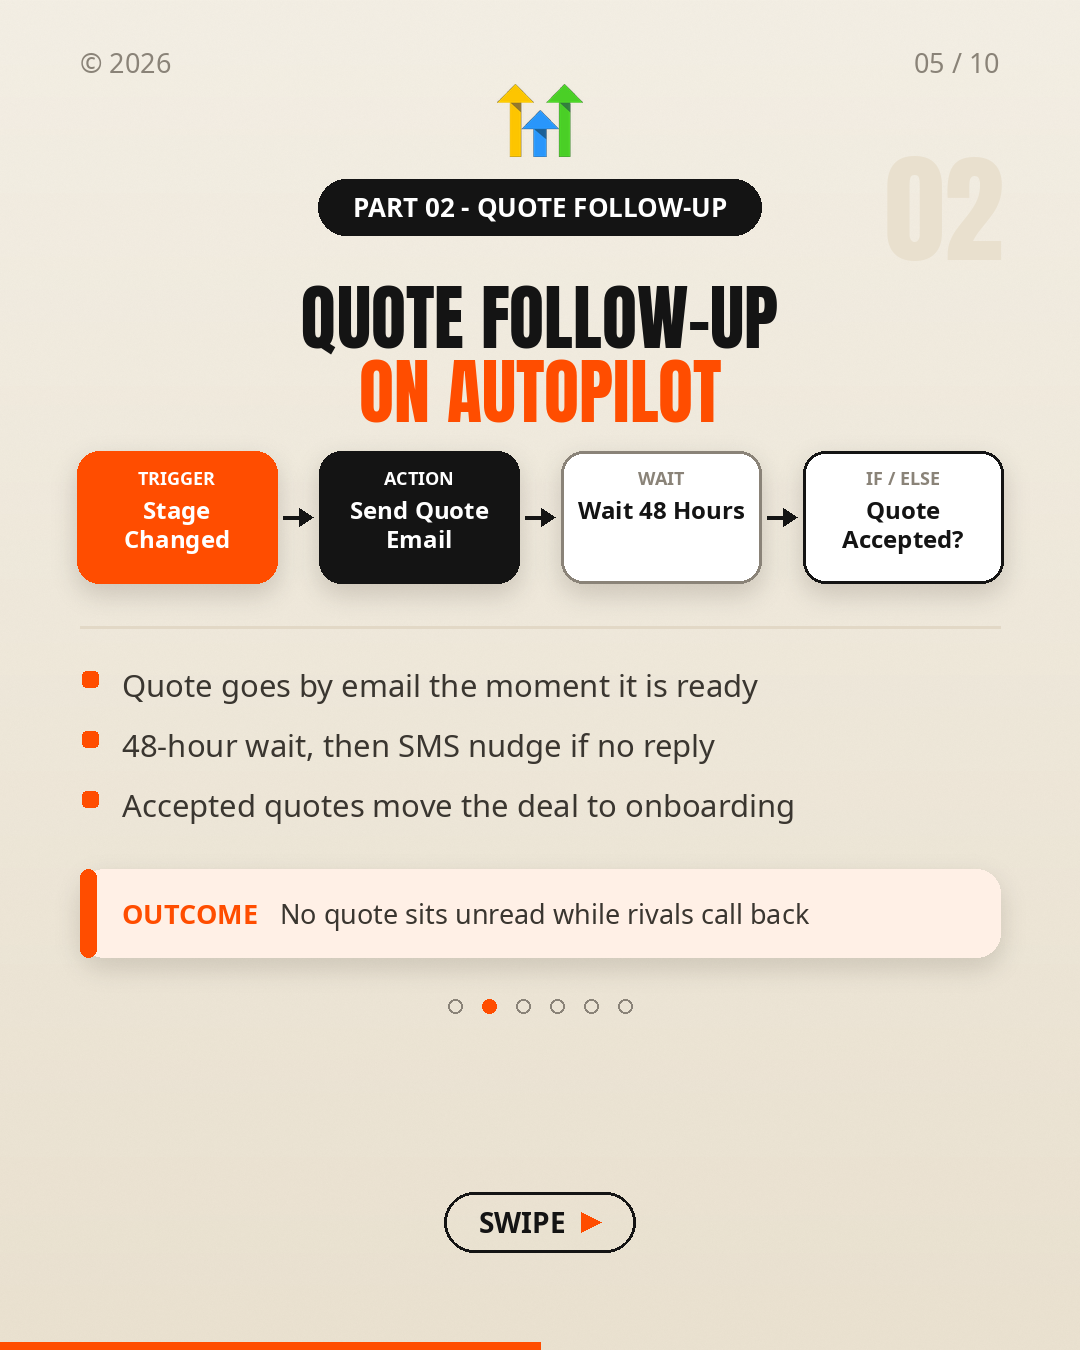 © 2026
05 / 10
02
PART 02 - QUOTE FOLLOW-UP
QUOTE FOLLOW-UP
ON AUTOPILOT
TRIGGER
Stage
Changed
ACTION
Send Quote
Email
WAIT
Wait 48 Hours
IF / ELSE
Quote
Accepted?
Quote goes by email the moment it is ready
48-hour wait, then SMS nudge if no reply
Accepted quotes move the deal to onboarding
OUTCOME No quote sits unread while rivals call back
SWIPE